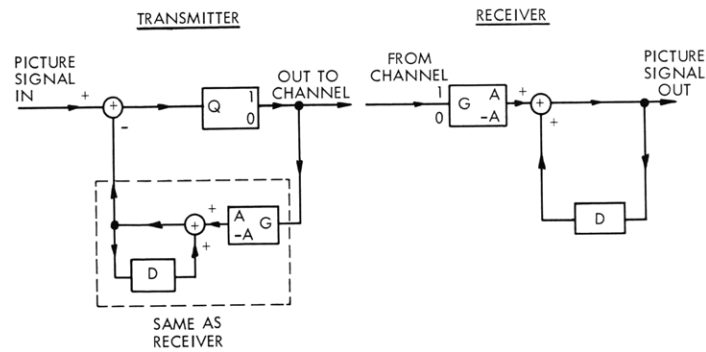 TRANSMITTER
PICTURE
SIGNAL
IN
+
+
-
Q
1
0
OUT TO
CHANNEL
A
-A
G
+
+
+
D
SAME AS
RECEIVER
RECEIVER
FROM
CHANNEL
1
0
G
A
-A
+
+
+
D
PICTURE
SIGNAL
OUT